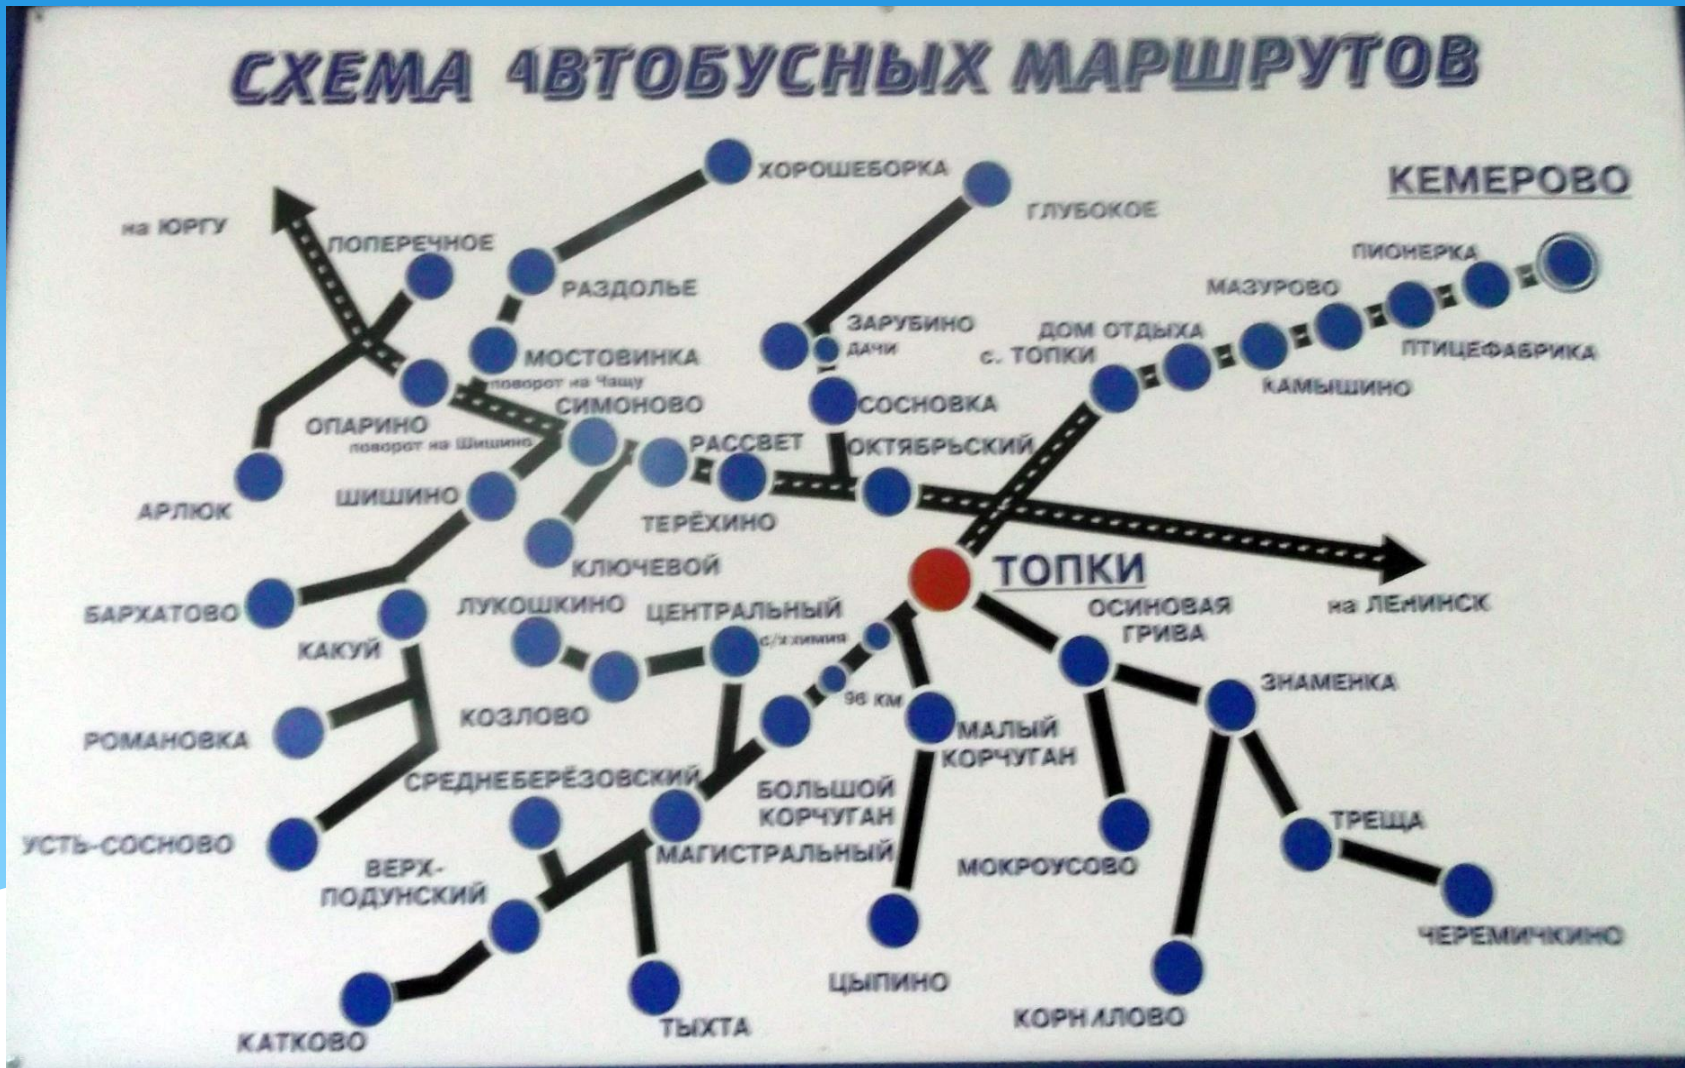 СХЕМА АВТОБУСНЫХ МАРШРУТОВ
ХОРОШЕБОРКА
КЕМЕРОВО
на ЮРГУ
ГЛУБОКОЕ
ПОПЕРЕЧНОЕ
ПИОНЕРКА
РАЗДОЛЬЕ
МАЗУРОВО
ЗАРУБИНО
ДОМ ОТДЫХА
ДАЧИ
с. ТОПКИ
ПТИЦЕФАБРИКА
МОСТОВИНКА
поворот на Чащу
КАМЫШИНО
СИМОНОВО
СОСНОВКА
ОПАРИНО
поворот на Шишино
РАССВЕТ
ОКТЯБРЬСКИЙ
ШИШИНО
АРЛЮК
ТЕРЁХИНО
КЛЮЧЕВОЙ
ТОПКИ
БАРХАТОВО
ЛУКОШКИНО
ЦЕНТРАЛЬНЫЙ
ОСИНОВАЯ
ГРИВА
на ЛЕНИНСК
КАКУЙ
с/ххимия
ЗНАМЕНКА
96 КМ
КОЗЛОВО
МАЛЫЙ
КОРЧУГАН
РОМАНОВКА
СРЕДНЕБЕРЁЗОВСКИЙ
БОЛЬШОЙ
КОРЧУГАН
ТРЕЩА
УСТЬ-СОСНОВО
МАГИСТРАЛЬНЫЙ
МОКРОУСОВО
ВЕРХ-
ПОДУНСКИЙ
ЧЕРЕМИЧКИНО
ЦЫПИНО
КОРНИЛОВО
ТЫХТА
КАТКОВО